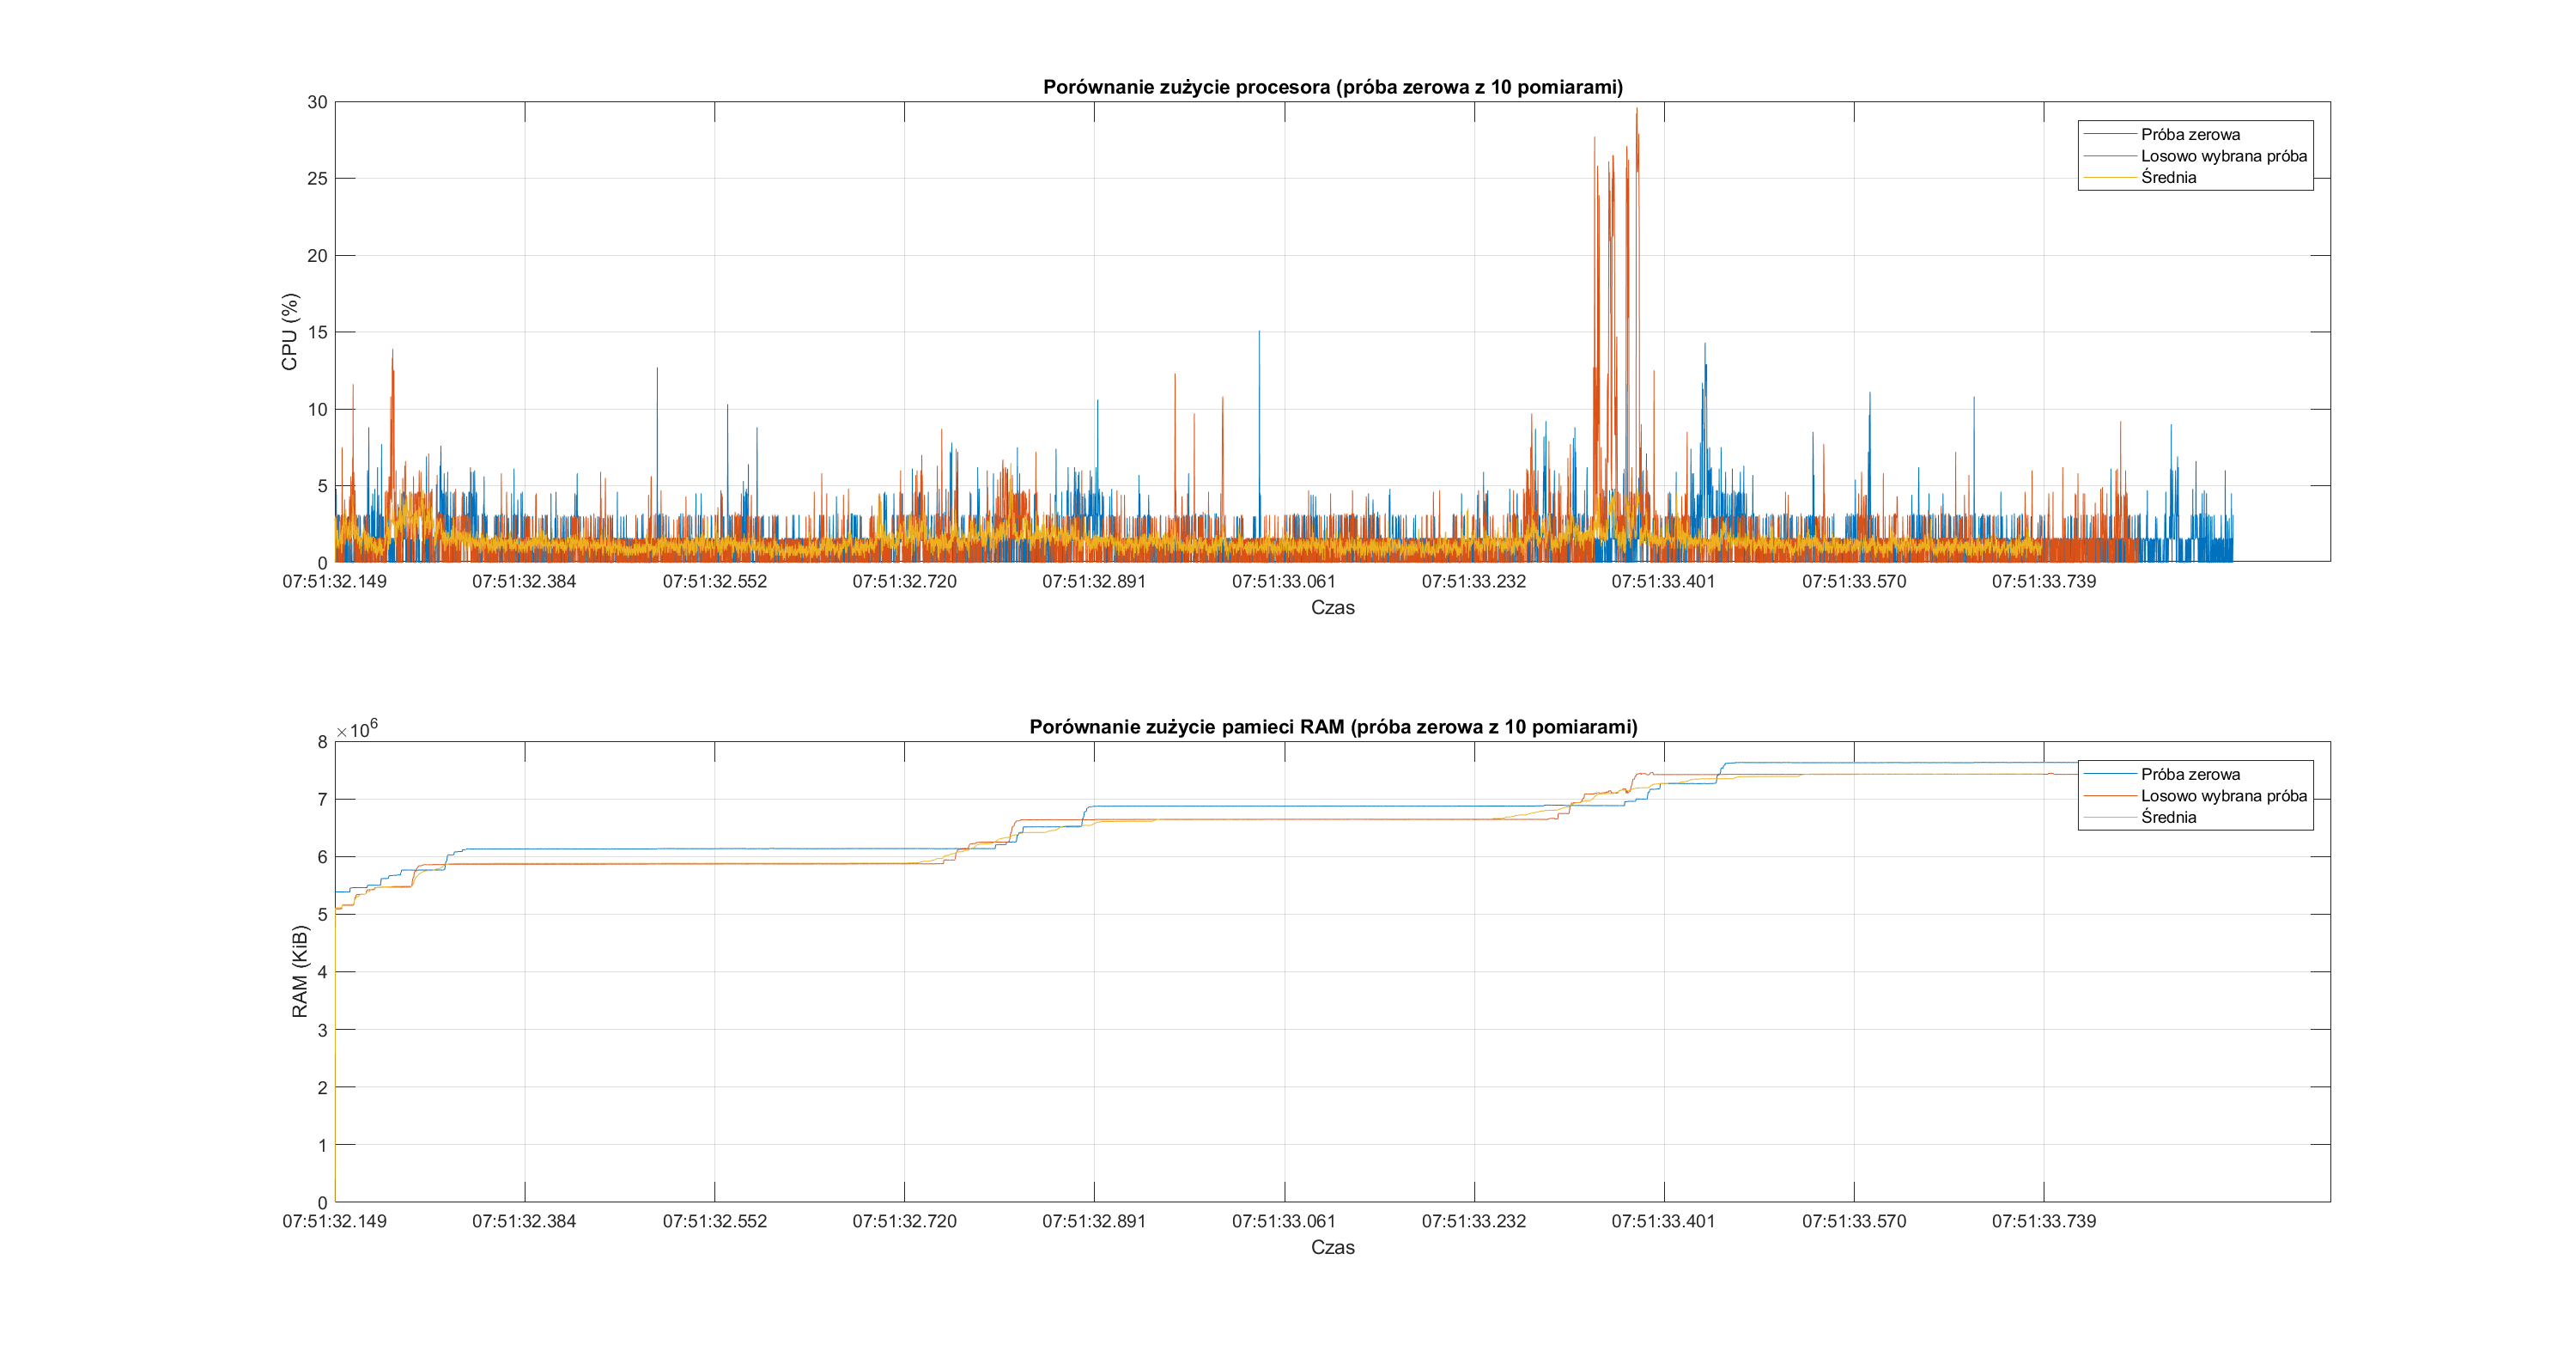 Porównanie zużycie procesora (próba zerowa z 10 pomiarami)
30
25
20
15
10
5
0
CPU (%)
Próba zerowa
Losowo wybrana próba
Średnia
07:51:32.149 07:51:32.384 07:51:32.552 07:51:32.720 07:51:32.891 07:51:33.061 07:51:33.232 07:51:33.401 07:51:33.570 07:51:33.739
Czas
Porównanie zużycie pamieci RAM (próba zerowa z 10 pomiarami)
×10⁶
8
7
6
5
4
3
2
1
0
RAM (KiB)
Próba zerowa
Losowo wybrana próba
Średnia
07:51:32.149 07:51:32.384 07:51:32.552 07:51:32.720 07:51:32.891 07:51:33.061 07:51:33.232 07:51:33.401 07:51:33.570 07:51:33.739
Czas